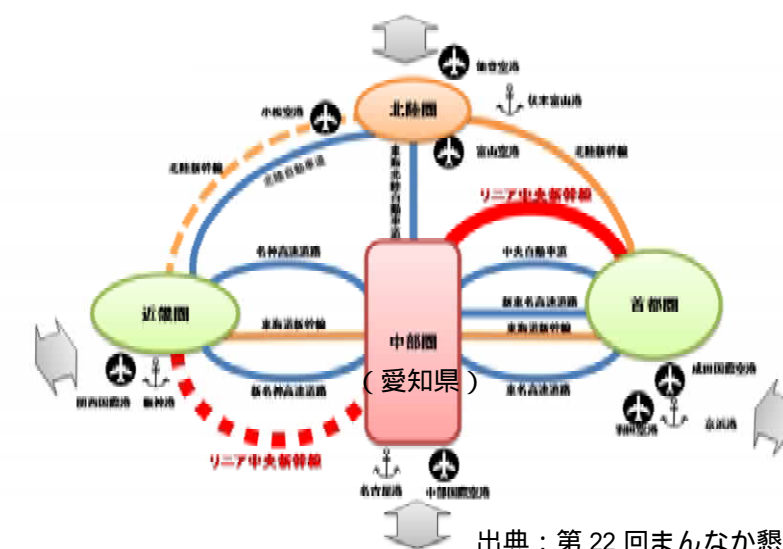 能登空港
伏木富山港
小松空港
北陸圏
富山空港
北陸新幹線
北陸新幹線
北陸自動車道
東海北陸自動車道
リニア中央新幹線
名神高速道路
中央自動車道
近畿圏
新東名高速道路
首都圏
東海道新幹線
東海道新幹線
中部圏
（愛知県）
新名神高速道路
東名高速道路
成田国際空港
関西国際空港
阪神港
羽田空港
京浜港
リニア中央新幹線
名古屋港
中部国際空港
出典：第 22 回まんなか懇